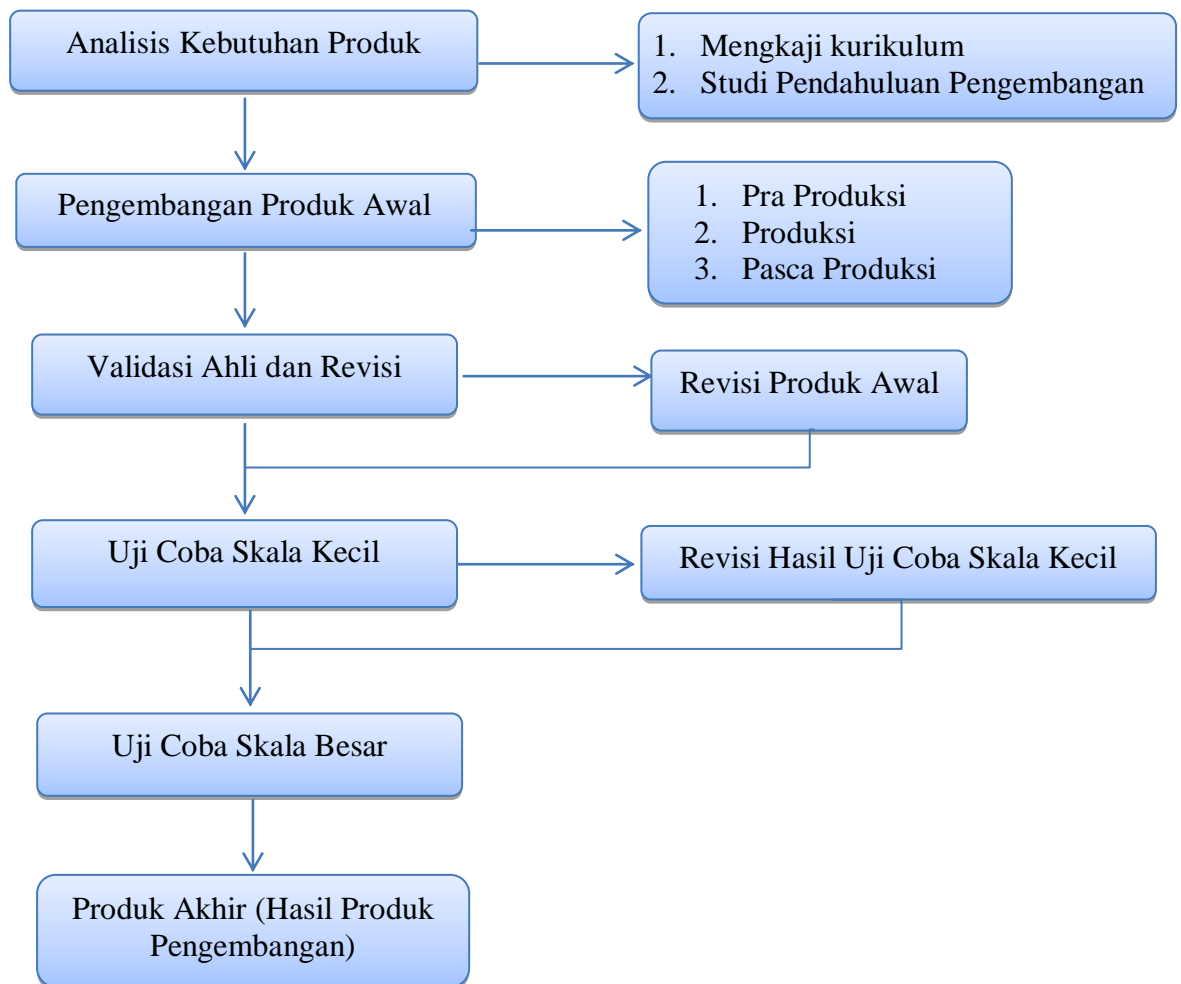 Analisis Kebutuhan Produk
1. Mengkaji kurikulum
2. Studi Pendahuluan Pengembangan
Pengembangan Produk Awal
1. Pra Produksi
2. Produksi
3. Pasca Produksi
Validasi Ahli dan Revisi
Revisi Produk Awal
Uji Coba Skala Kecil
Revisi Hasil Uji Coba Skala Kecil
Uji Coba Skala Besar
Produk Akhir (Hasil Produk
Pengembangan)